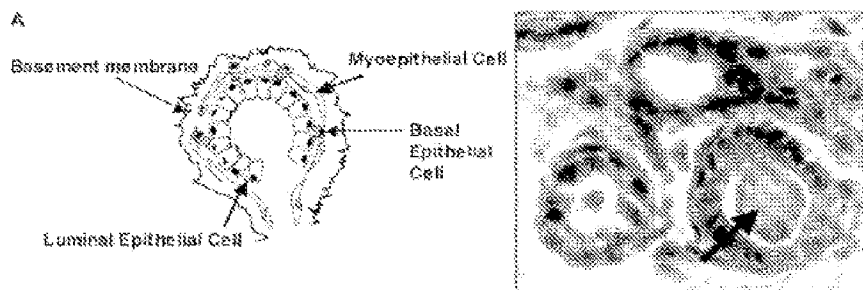 A
Basement membrane
Myoepithelial Cell
Basal
Epithelial
Cell
Luminal Epithelial Cell